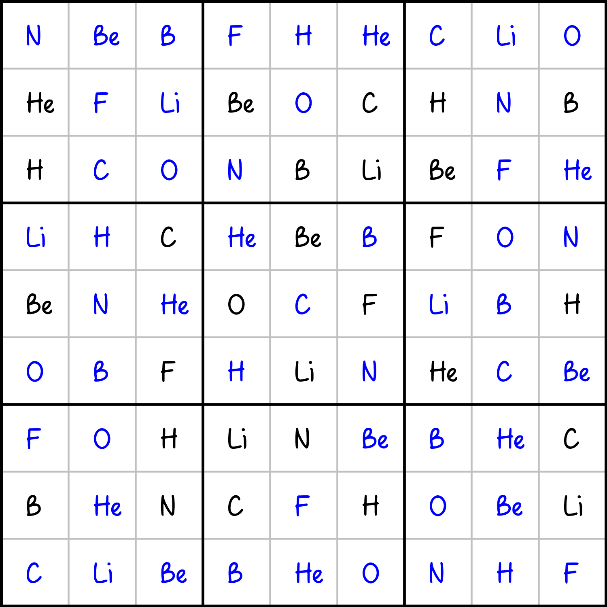 N Be B F H He C Li O
He F Li Be O C H N B
H C O N B Li Be F He
Li H C He Be B F O N
Be N He O C F Li B H
O B F H Li N He C Be
F O H Li N Be B He C
B He N C F H O Be Li
C Li Be B He O N H F